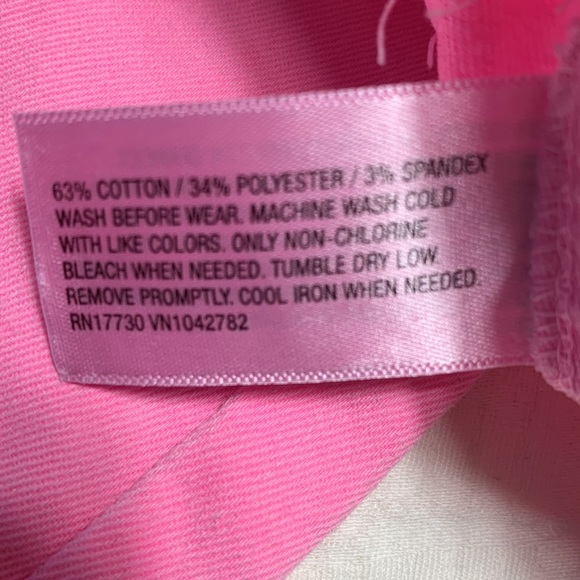 63% COTTON / 34% POLYESTER / 3% SPANDEX
WASH BEFORE WEAR. MACHINE WASH COLD
WITH LIKE COLORS. ONLY NON-CHLORINE
BLEACH WHEN NEEDED. TUMBLE DRY LOW.
REMOVE PROMPTLY. COOL IRON WHEN NEEDED.
RN17730 VN1042782